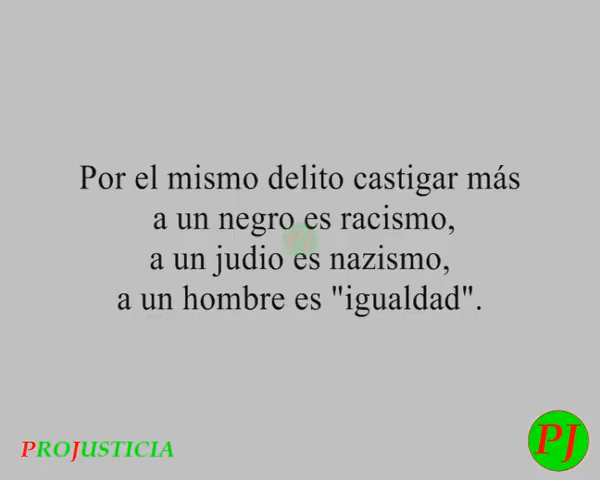 Por el mismo delito castigar más
a un negro es racismo,
a un judio es nazismo,
a un hombre es "igualdad".
PJ
PROJUSTICIA
PJ